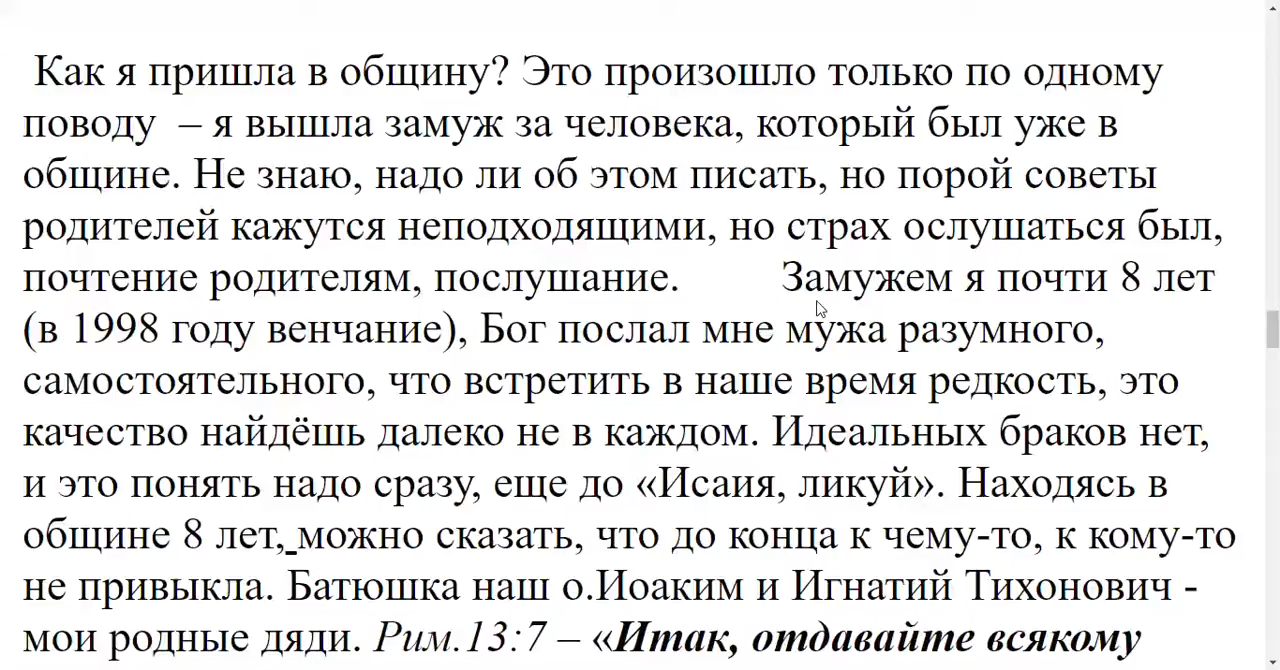 Как я пришла в общину? Это произошло только по одному
поводу – я вышла замуж за человека, который был уже в
общине. Не знаю, надо ли об этом писать, но порой советы
родителей кажутся неподходящими, но страх ослушаться был,
почтение родителям, послушание. Замужем я почти 8 лет
(в 1998 году венчание), Бог послал мне мужа разумного,
самостоятельного, что встретить в наше время редкость, это
качество найдёшь далеко не в каждом. Идеальных браков нет,
и это понять надо сразу, еще до «Исаия, ликуй». Находясь в
общине 8 лет, можно сказать, что до конца к чему-то, к кому-то
не привыкла. Батюшка наш о.Иоаким и Игнатий Тихонович -
мои родные дяди. Рим.13:7 – «Итак, отдавайте всякому